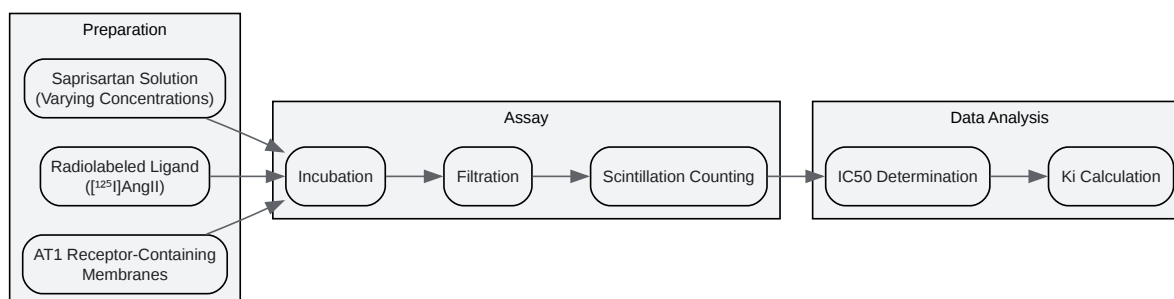 Preparation
Saprisartan Solution
(Varying Concentrations)
Radiolabeled Ligand
([¹²⁵I]AngII)
AT1 Receptor-Containing
Membranes
Assay
Incubation
Filtration
Scintillation Counting
Data Analysis
IC50 Determination
Ki Calculation